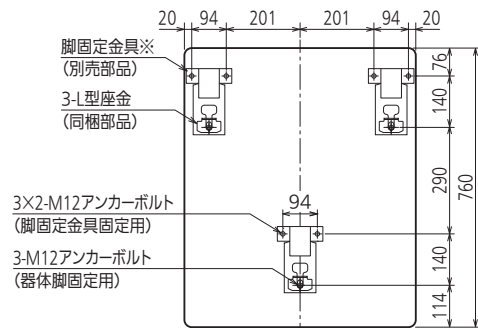 20 94 201 201 94 20
脚固定金具※
(別売部品)
3-L型座金
(同梱部品)
76
140
290
760
3×2-M12アンカーボルト
(脚固定金具固定用)
94
3-M12アンカーボルト
(器体脚固定用)
140
114